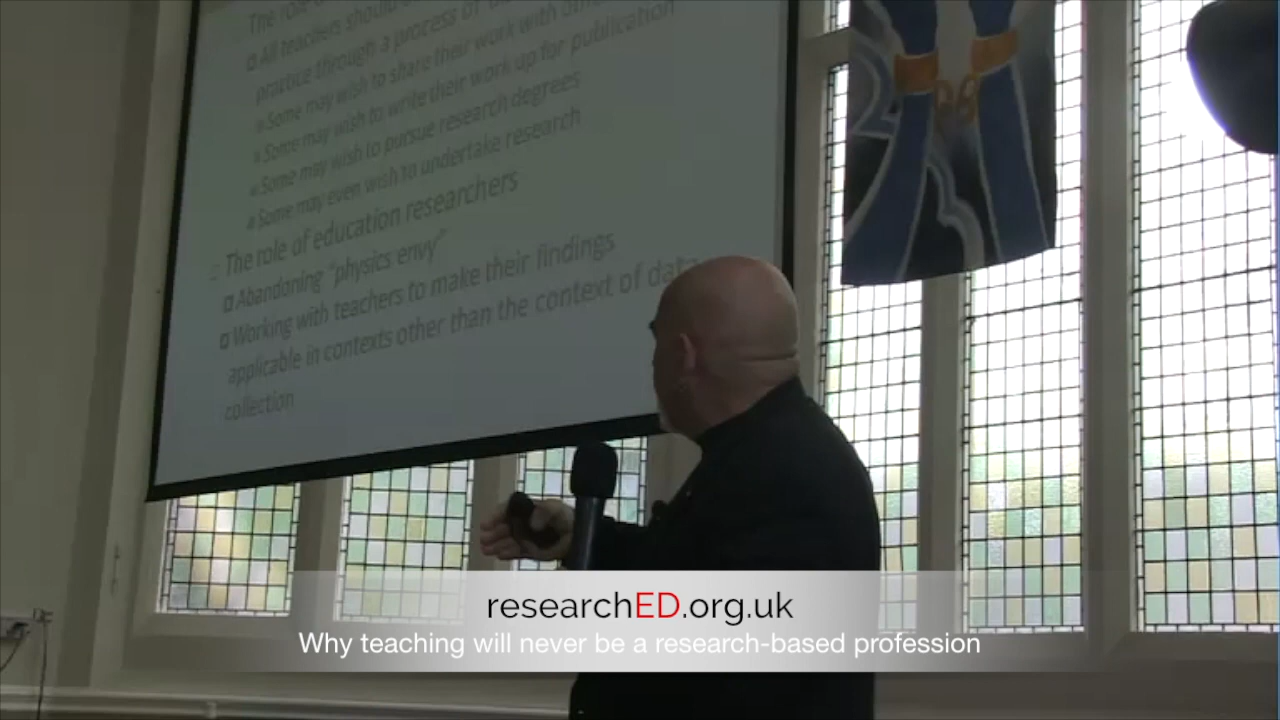 The role
All teachers should
practice through a process of
Some may wish to share their work with
Some may wish to write their work up for publication
Some may wish to pursue research degrees
Some may even wish to undertake research
The role of education researchers
Abandoning "physics envy"
Working with teachers to make their findings
applicable in contexts other than the context of data
collection
researchED.org.uk
Why teaching will never be a research-based profession